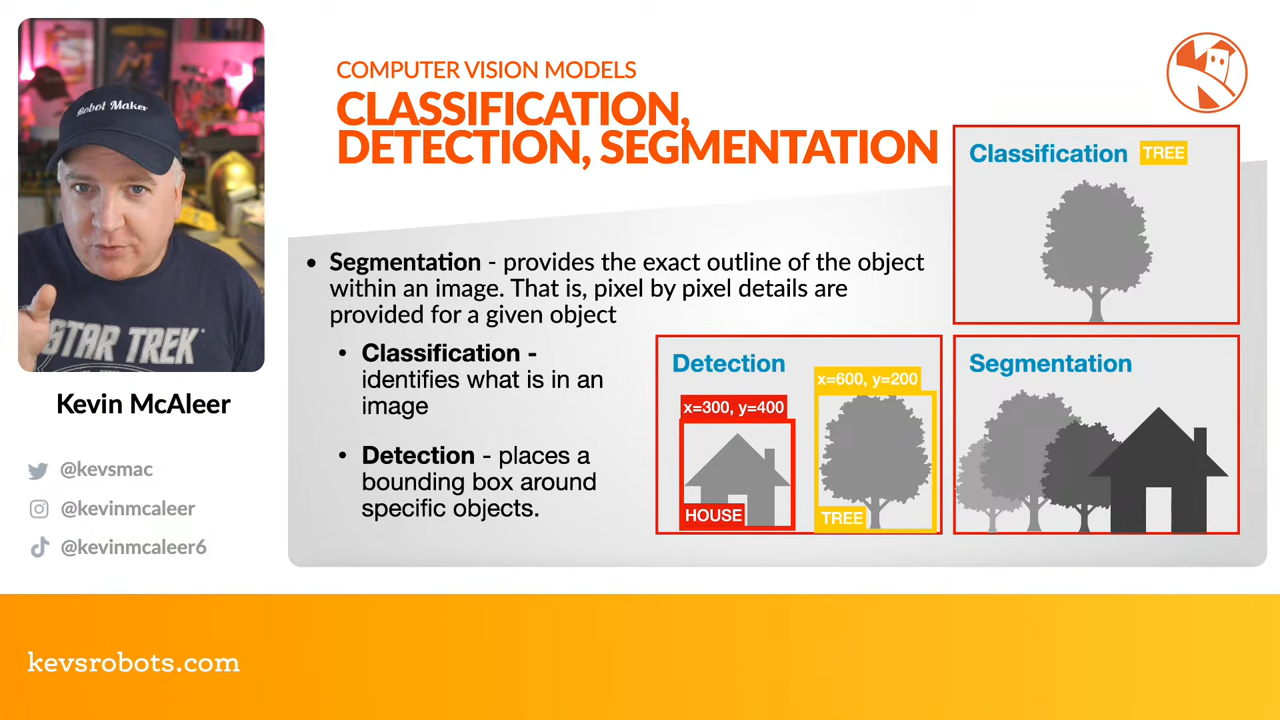 Robot Maker
STAR TREK
Kevin McAleer
@kevsmac
@kevinmcaleer
@kevinmcaleer6
COMPUTER VISION MODELS
CLASSIFICATION,
DETECTION, SEGMENTATION
• Segmentation - provides the exact outline of the object
within an image. That is, pixel by pixel details are
provided for a given object
• Classification -
identifies what is in an
image
• Detection - places a
bounding box around
specific objects.
Classification TREE
Detection
x=600, y=200
x=300, y=400
HOUSE
TREE
Segmentation
kevsrobots.com